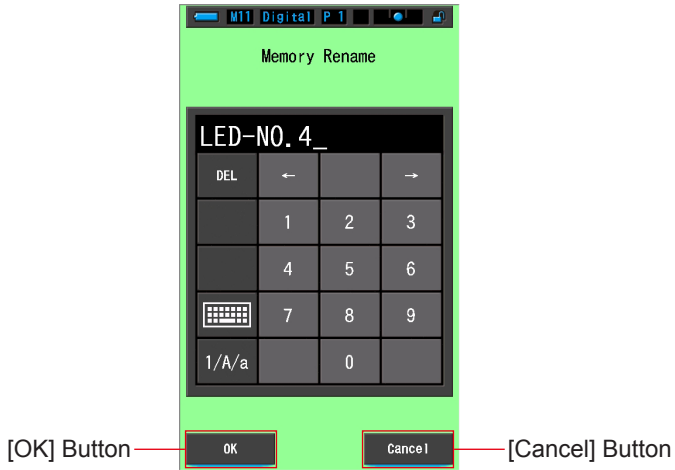 M11 Digital P 1
Memory Rename
LED-NO.4_
DEL ← →
1 2 3
4 5 6
7 8 9
1/A/a 0
[OK] Button OK Cancel [Cancel] Button